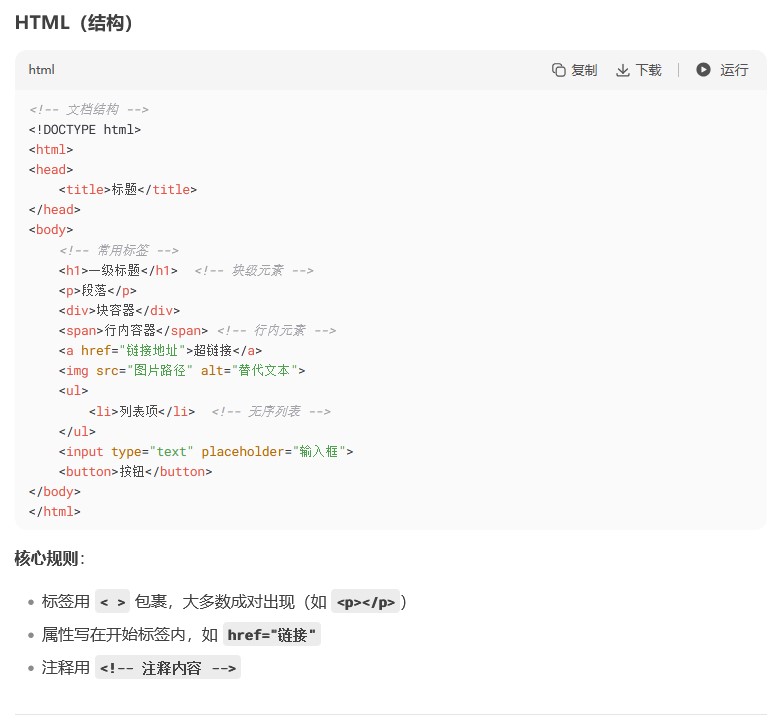 HTML（结构）
html 复制 下载 运行
<!-- 文档结构 -->
<!DOCTYPE html>
<html>
<head>
    <title>标题</title>
</head>
<body>
    <!-- 常用标签 -->
    <h1>一级标题</h1>  <!-- 块级元素 -->
    <p>段落</p>
    <div>块容器</div>
    <span>行内容器</span> <!-- 行内元素 -->
    <a href="链接地址">超链接</a>
    <img src="图片路径" alt="替代文本">
    <ul>
        <li>列表项</li>  <!-- 无序列表 -->
    </ul>
    <input type="text" placeholder="输入框">
    <button>按钮</button>
</body>
</html>
核心规则：
• 标签用 < > 包裹，大多数成对出现（如 <p></p>）
• 属性写在开始标签内，如 href="链接"
• 注释用 <!-- 注释内容 -->